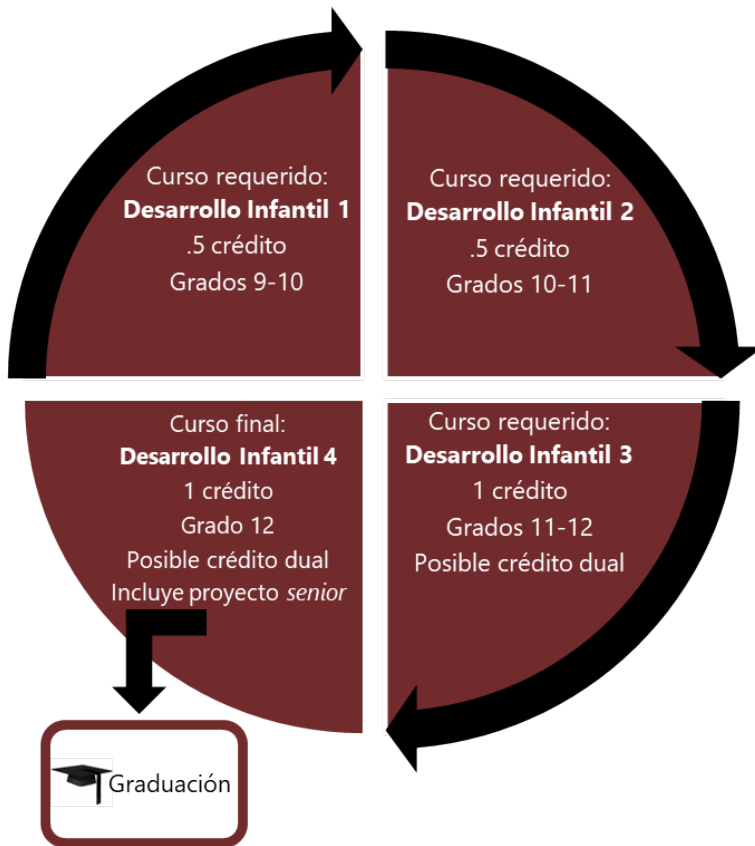 Curso requerido:
Desarrollo Infantil 1
.5 crédito
Grados 9-10
Curso requerido:
Desarrollo Infantil 2
.5 crédito
Grados 10-11
Curso requerido:
Desarrollo Infantil 3
1 crédito
Grados 11-12
Posible crédito dual
Curso final:
Desarrollo Infantil 4
1 crédito
Grado 12
Posible crédito dual
Incluye proyecto senior
Graduación